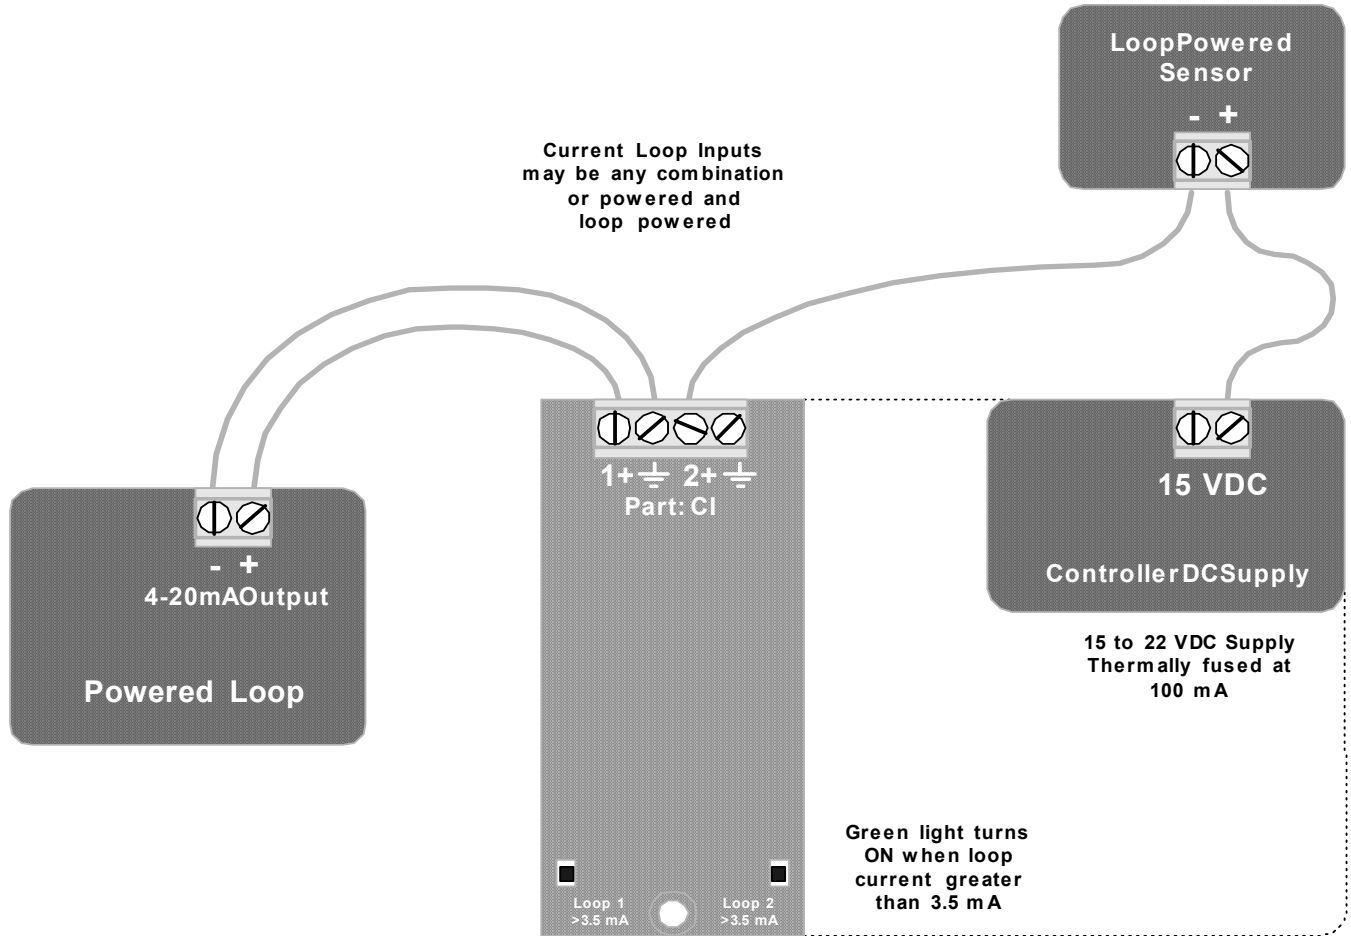 LoopPowered
Sensor
- +
Current Loop Inputs
may be any combination
or powered and
loop powered
1+ 2+
Part: CI
15 VDC
ControllerDCSupply
- +
4-20mAOutput
Powered Loop
15 to 22 VDC Supply
Thermally fused at
100 mA
Green light turns
ON when loop
current greater
than 3.5 mA
Loop 1
>3.5 mA
Loop 2
>3.5 mA